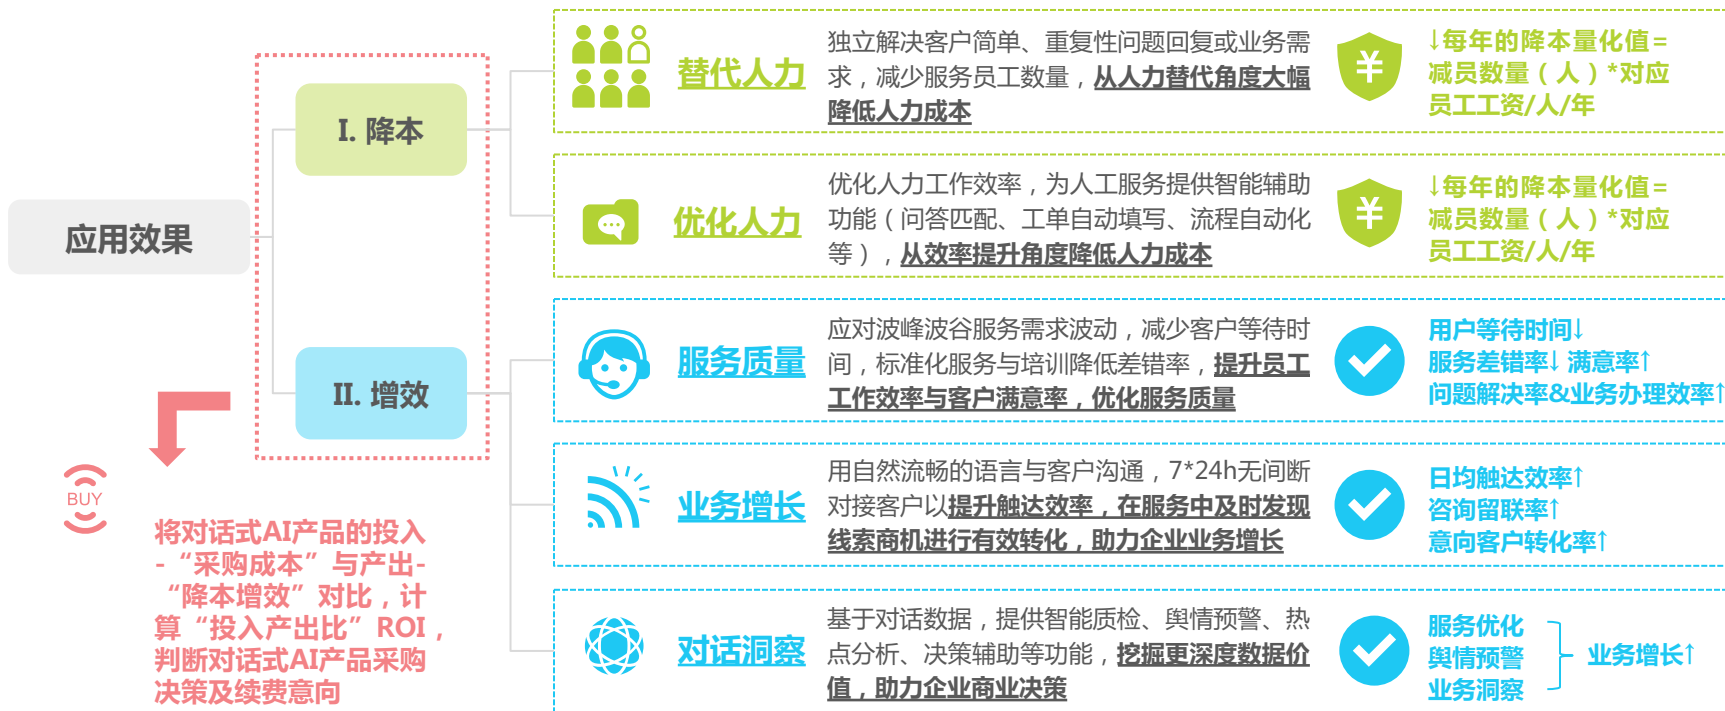 应用效果
I. 降本
II. 增效
BUY
将对话式AI产品的投入
-“采购成本”与产出-
“降本增效”对比，计
算“投入产出比”ROI，
判断对话式AI产品采购
决策及续费意向
替代人力
独立解决客户简单、重复性问题回复或业务需
求，减少服务员工数量，从人力替代角度大幅
降低人力成本
¥
↓每年的降本量化值=
减员数量（人）*对应
员工工资/人/年
优化人力
优化人力工作效率，为人工服务提供智能辅助
功能（问答匹配、工单自动填写、流程自动化
等），从效率提升角度降低人力成本
¥
↓每年的降本量化值=
减员数量（人）*对应
员工工资/人/年
服务质量
应对波峰波谷服务需求波动，减少客户等待时
间，标准化服务与培训降低差错率，提升员工
工作效率与客户满意率，优化服务质量
用户等待时间↓
服务差错率↓ 满意率↑
问题解决率&业务办理效率↑
业务增长
用自然流畅的语言与客户沟通，7*24h无间断
对接客户以提升触达效率，在服务中及时发现
线索商机进行有效转化，助力企业业务增长
日均触达效率↑
咨询留联率↑
意向客户转化率↑
对话洞察
基于对话数据，提供智能质检、舆情预警、热
点分析、决策辅助等功能，挖掘更深度数据价
值，助力企业商业决策
服务优化
舆情预警
业务洞察
业务增长↑